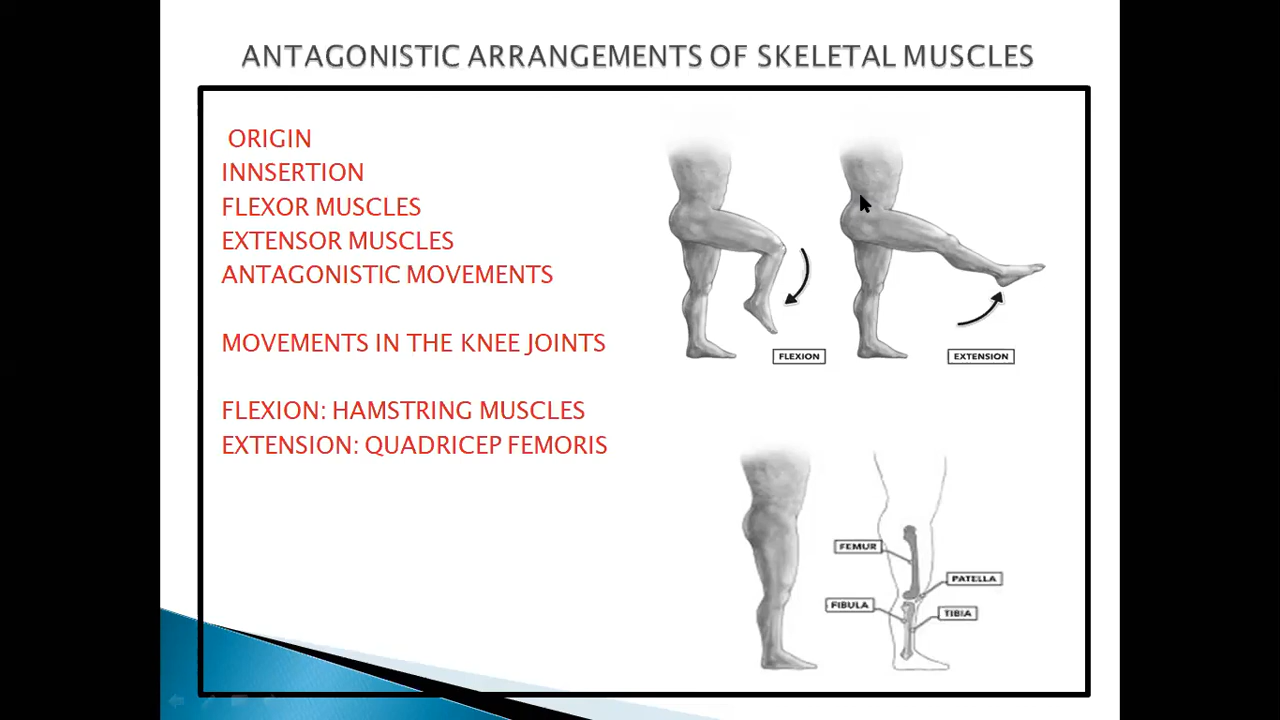 ANTAGONISTIC ARRANGEMENTS OF SKELETAL MUSCLES
ORIGIN
INNSERTION
FLEXOR MUSCLES
EXTENSOR MUSCLES
ANTAGONISTIC MOVEMENTS
MOVEMENTS IN THE KNEE JOINTS
FLEXION: HAMSTRING MUSCLES
EXTENSION: QUADRICEP FEMORIS
FLEXION
EXTENSION
FEMUR
PATELLA
FIBULA
TIBIA